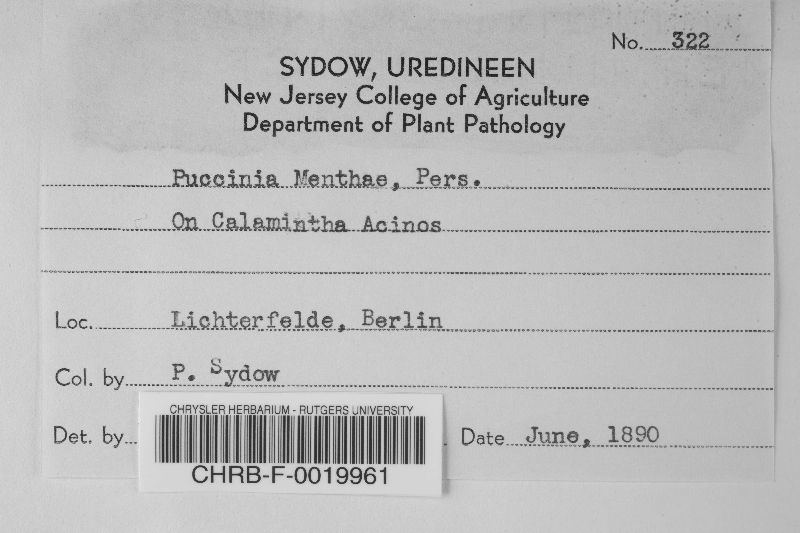 No. 322
SYDOW, UREDINEEN
New Jersey College of Agriculture
Department of Plant Pathology
Puccinia Menthae, Pers.
On Calamintha Acinos
Loc. Lichterfelde, Berlin
Col. by P. Sydow
Det. by Date June, 1890
CHRYSLER HERBARIUM - RUTGERS UNIVERSITY
CHRB-F-0019961